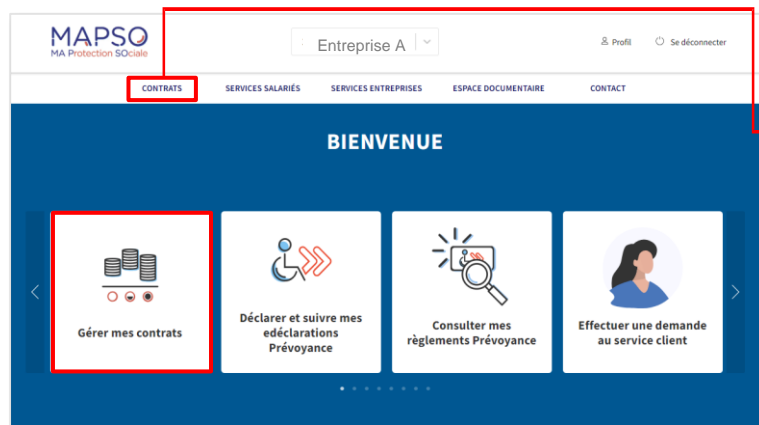 MAPSO
MA Protection SOciale
Entreprise A
Profil
Se déconnecter
CONTRATS
SERVICES SALARIÉS
SERVICES ENTREPRISES
ESPACE DOCUMENTAIRE
CONTACT
BIENVENUE
Gérer mes contrats
Déclarer et suivre mes
edéclarations
Prévoyance
Consulter mes
règlements Prévoyance
Effectuer une demande
au service client